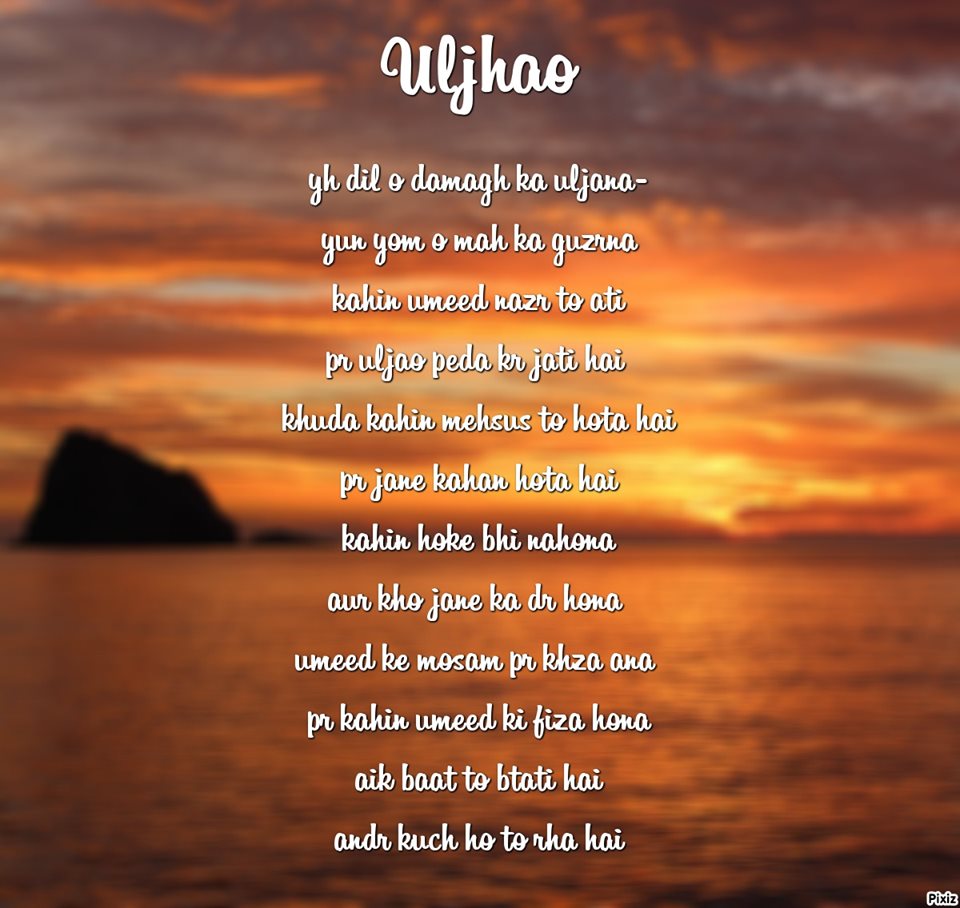 Uljhao
yh dil o damagh ka uljana-
yun yom o mah ka guzrna
kahin umeed nazr to ati
pr uljao peda kr jati hai
khuda kahin mehsus to hota hai
pr jane kahan hota hai
kahin hoke bhi nahona
aur kho jane ka dr hona
umeed ke mosam pr khza ana
pr kahin umeed ki fiza hona
aik baat to btati hai
andr kuch ho to rha hai
Pixiz